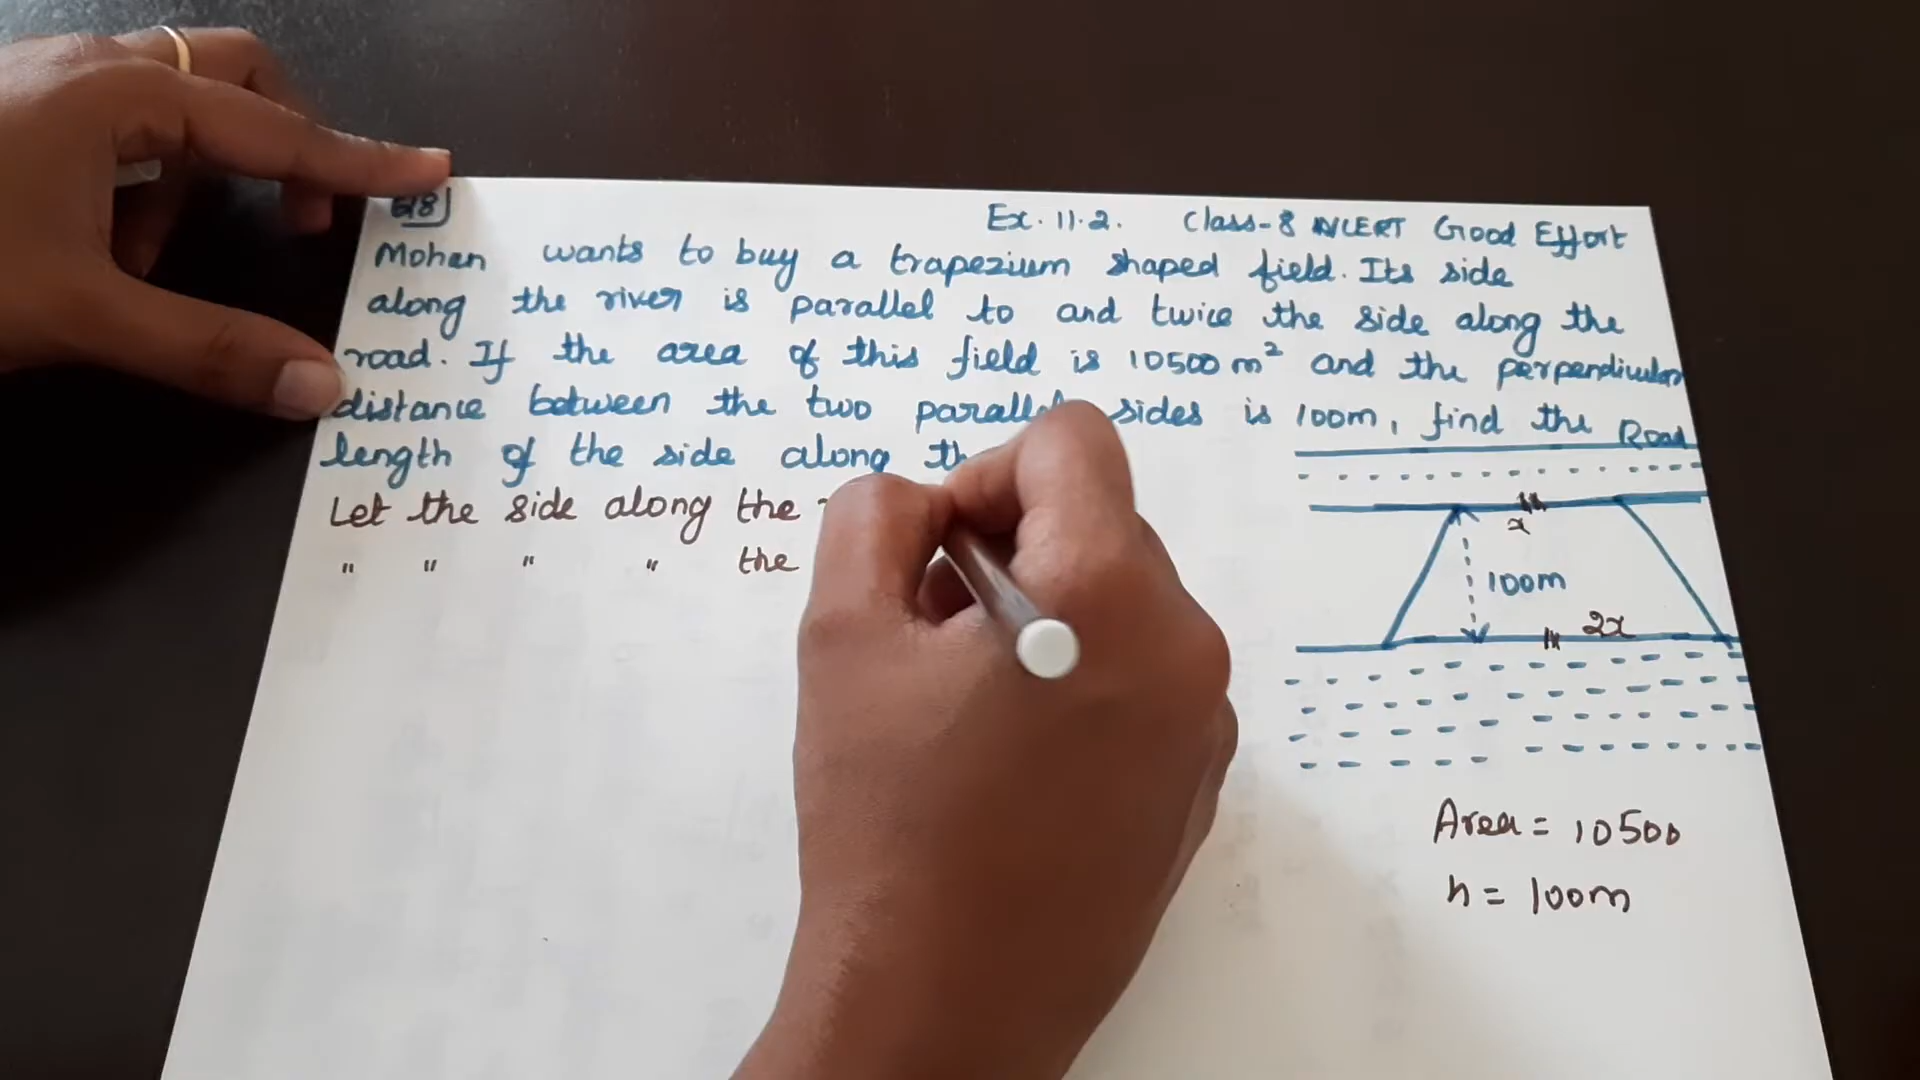 Q8
Ex. 11.2. Class-8 NCERT Good Effort
Mohan wants to buy a trapezium shaped field. Its side
along the river is parallel to and twice the side along the
road. If the area of this field is 10500 m² and the perpendicular
distance between the two parallel sides is 100m, find the
length of the side along
Road
Let the side along the
" " " " the
x
100m
2x
Area = 10500
h = 100m